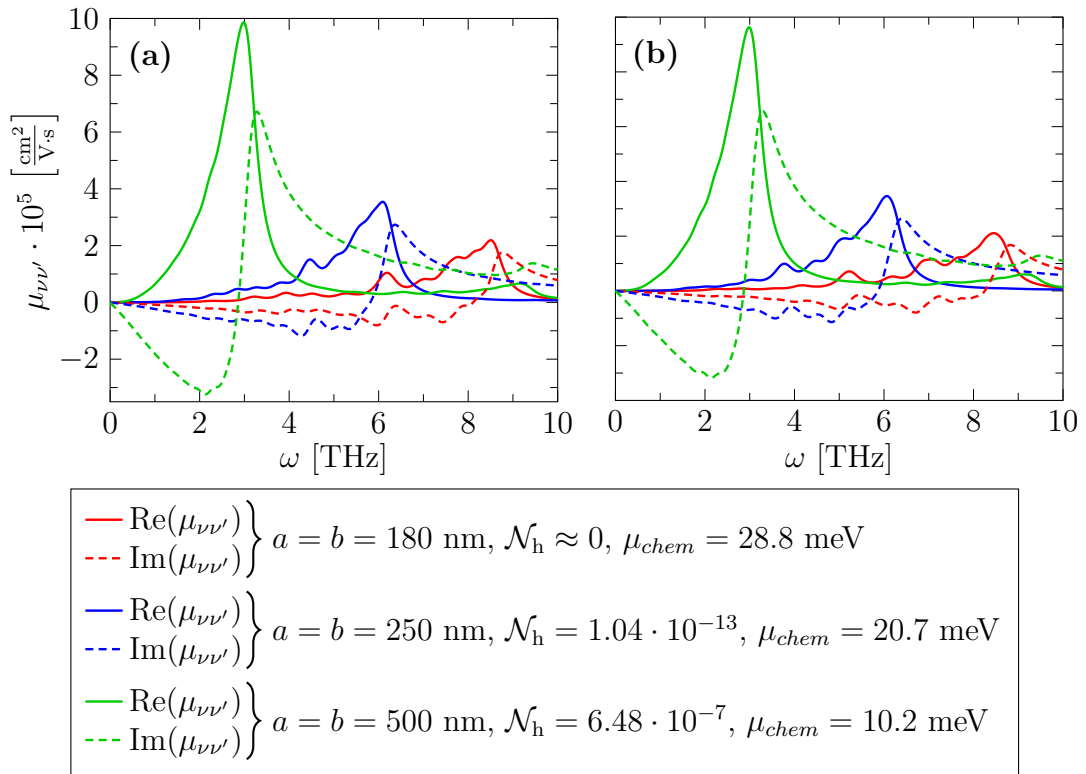 (a) (b)
μ_{νν′} · 10^5 [cm^2/V·s]
10
8
6
4
2
0
−2
0 2 4 6 8 10
0 2 4 6 8 10
ω [THz] ω [THz]
Re(μ_{νν′})
Im(μ_{νν′})
} a = b = 180 nm, 𝒩_h ≈ 0, μ_{chem} = 28.8 meV
Re(μ_{νν′})
Im(μ_{νν′})
} a = b = 250 nm, 𝒩_h = 1.04 · 10^{−13}, μ_{chem} = 20.7 meV
Re(μ_{νν′})
Im(μ_{νν′})
} a = b = 500 nm, 𝒩_h = 6.48 · 10^{−7}, μ_{chem} = 10.2 meV